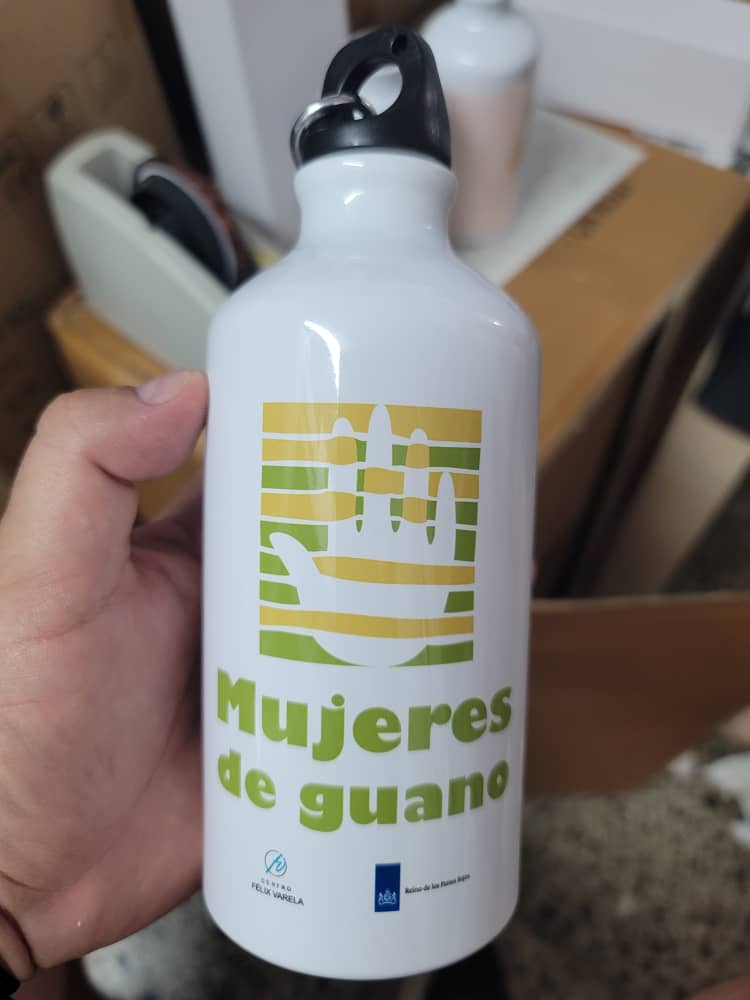 Mujeres
de guano
CENTRO
FÉLIX VARELA
Reino de los Países Bajos